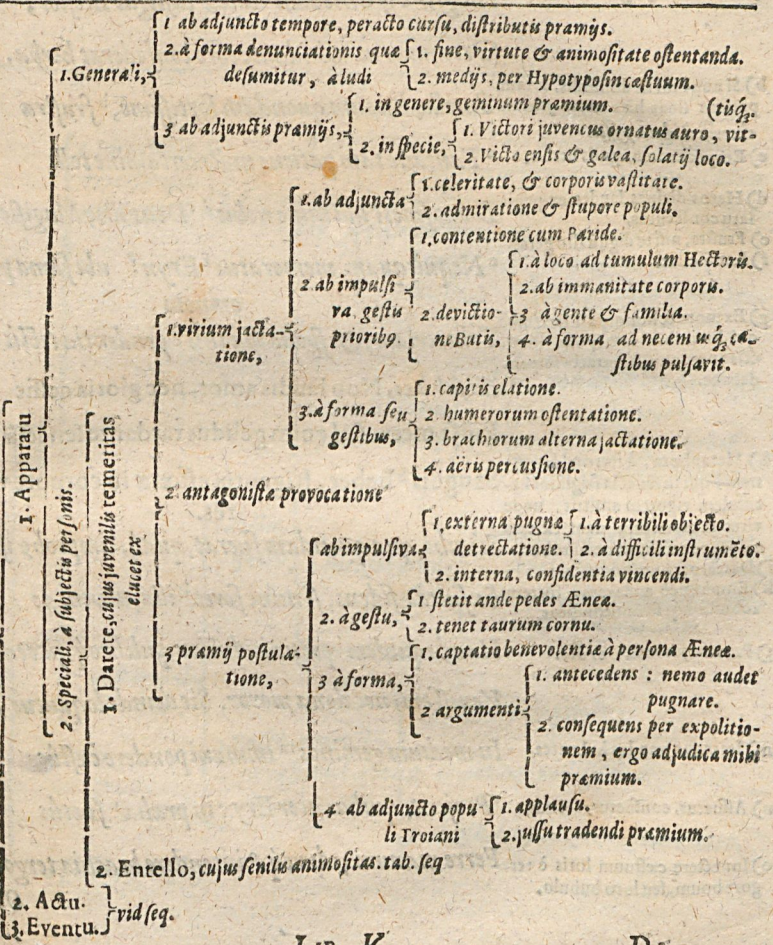 1 ab adjuncto tempore, peracto cursu, distributis præmijs.
1. Generali,
2. à forma denunciationis quæ
desumitur, à ludi
1. fine, virtute & animositate ostentanda.
2. medijs, per Hypotyposin cæstuum.
3 ab adjunctis præmijs,
1. in genere, geminum præmium.
(tisq́;.
2. in specie,
1. Victori juvencus ornatus auro, vit-
2. Victo ensis & galea, solatij loco.
1. Apparatu
2. Speciali, à subjectis personis.
1. Darete, cujus juvenilis temeritas
elucet ex
1. virium jacta-
tione,
1. ab adjuncta
1. celeritate, & corporis vastitate.
2. admiratione & stupore populi.
2. ab impulsi
va gestis
prioribꝰ.
1. contentione cum Paride.
2. devictio-
ne Butis,
1. à loco ad tumulum Hectoris.
2. ab immanitate corporis.
3 à gente & familia.
4. à forma, ad necem usq́; cæ-
stibus pulsavit.
3. à forma seu
gestibus,
1. capitis elatione.
2. humerorum ostentatione.
3. brachiorum alterna jactatione.
4. aëris percussione.
2. antagonistæ provocatione
3 præmij postula-
tione,
ab impulsiva
1. externa pugnæ
detrectatione.
1. à terribili objecto.
2. à difficili instrumēto.
2. interna, confidentia vincendi.
2. à gestu,
1 stetit ande pedes Æneæ.
2. tenet taurum cornu.
3 à forma,
1. captatio benevolentiæ à persona Æneæ.
2 argumenti
1. antecedens : nemo audet
pugnare.
2. consequens per expolitio-
nem, ergo adjudica mihi
præmium.
4. ab adjuncto popu
li Troiani
1. applausu.
2. jussu tradendi præmium.
2. Entello, cujus senilis animositas. tab. seq
2. Actu.
3. Eventu.
vid seq.